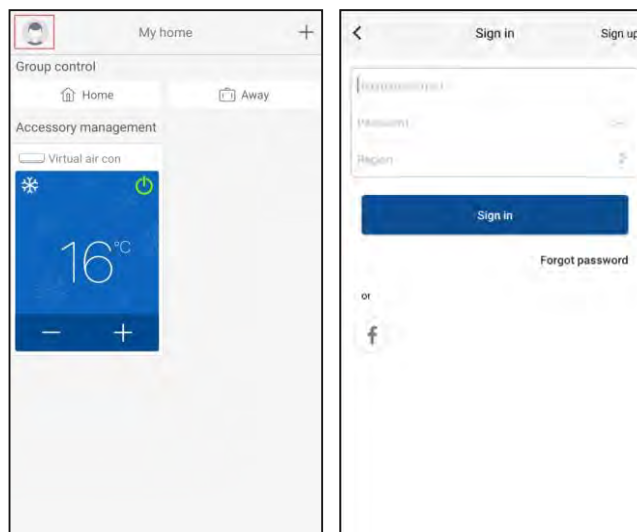 My home
+
Group control
Home
Away
Accessory management
Virtual air con
16°C
− +
< Sign in Sign up
Password
Region
Sign in
Forgot password
or
f